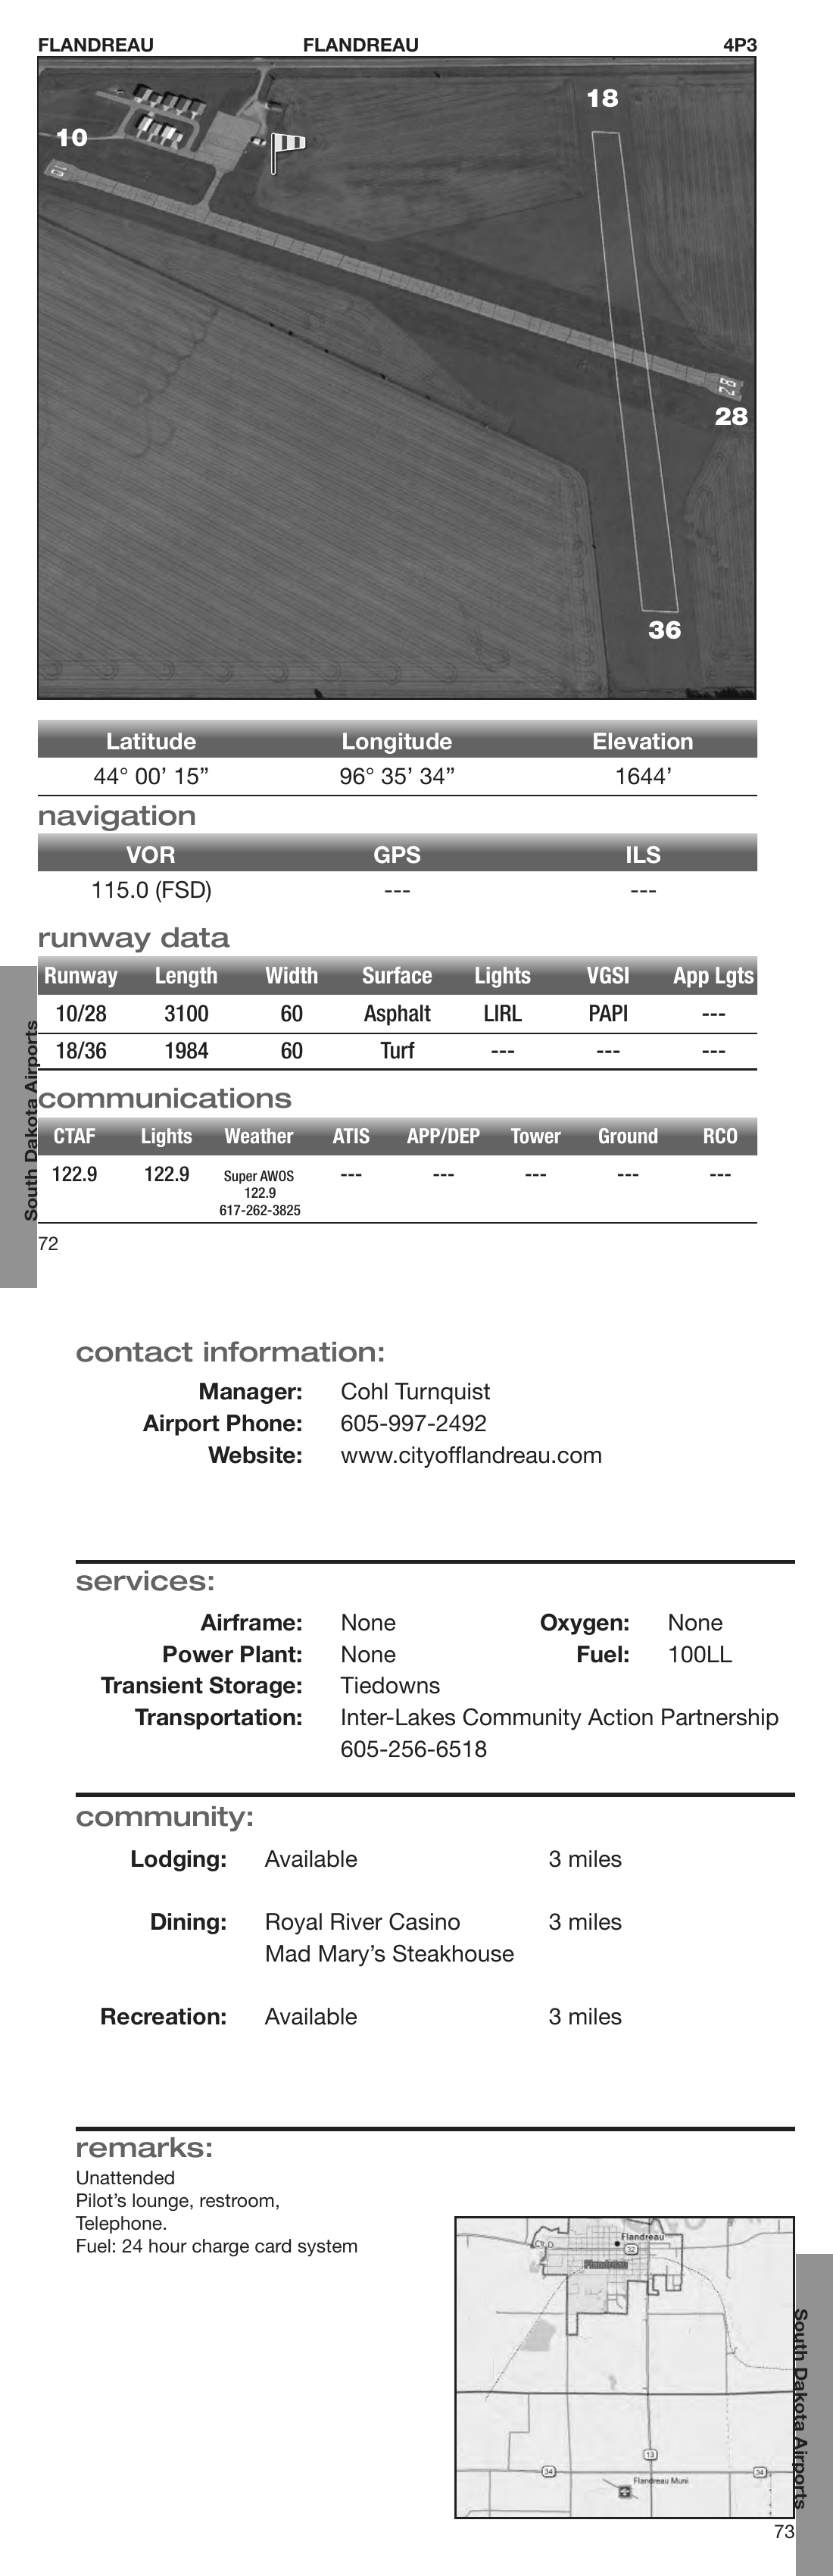 FLANDREAU FLANDREAU 4P3
18
10
10
28
28
36
Latitude Longitude Elevation
44° 00’ 15” 96° 35’ 34” 1644’
navigation
VOR GPS ILS
115.0 (FSD) --- ---
runway data
Runway Length Width Surface Lights VGSI App Lgts
10/28 3100 60 Asphalt LIRL PAPI ---
18/36 1984 60 Turf --- --- ---
communications
CTAF Lights Weather ATIS APP/DEP Tower Ground RCO
122.9 122.9 Super AWOS --- --- --- --- ---
122.9
617-262-3825
South Dakota Airports
72
contact information:
Manager: Cohl Turnquist
Airport Phone: 605-997-2492
Website: www.cityofflandreau.com
services:
Airframe: None Oxygen: None
Power Plant: None Fuel: 100LL
Transient Storage: Tiedowns
Transportation: Inter-Lakes Community Action Partnership
605-256-6518
community:
Lodging: Available 3 miles
Dining: Royal River Casino 3 miles
Mad Mary’s Steakhouse
Recreation: Available 3 miles
remarks:
Unattended
Pilot’s lounge, restroom,
Telephone.
Fuel: 24 hour charge card system
Flandreau
32
Flandreau
13
34 34
Flandreau Muni
South Dakota Airports
73